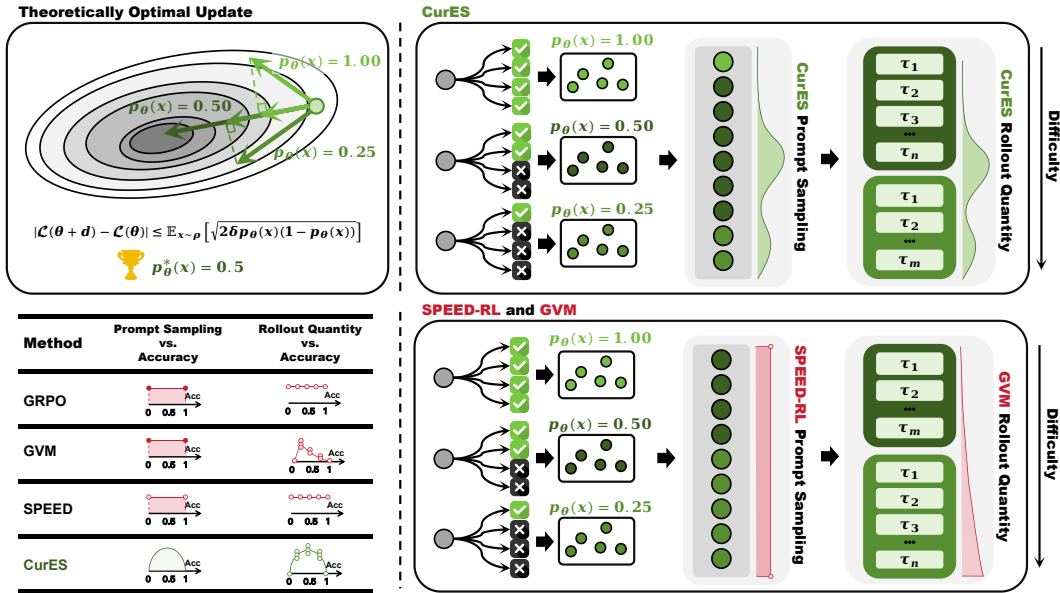 Theoretically Optimal Update
p_θ(x) = 1.00
p_θ(x) = 0.50
p_θ(x) = 0.25
|𝓛(θ + d) − 𝓛(θ)| ≤ 𝔼_{x~ρ} [√(2δp_θ(x)(1 − p_θ(x)))]
p*_θ(x) = 0.5
CurES
p_θ(x) = 1.00
p_θ(x) = 0.50
p_θ(x) = 0.25
CurES Prompt Sampling
τ₁
τ₂
τ₃
...
τₙ
τ₁
τ₂
...
τₘ
CurES Rollout Quantity
Difficulty
Method
Prompt Sampling vs. Accuracy
Rollout Quantity vs. Accuracy
GRPO
Acc
0 0.5 1
Acc
0 0.5 1
GVM
Acc
0 0.5 1
Acc
0 0.5 1
SPEED
Acc
0 0.5 1
Acc
0 0.5 1
CurES
Acc
0 0.5 1
Acc
0 0.5 1
SPEED-RL and GVM
p_θ(x) = 1.00
p_θ(x) = 0.50
p_θ(x) = 0.25
SPEED-RL Prompt Sampling
τ₁
τ₂
...
τₘ
τ₁
τ₂
τ₃
...
τₙ
GVM Rollout Quantity
Difficulty